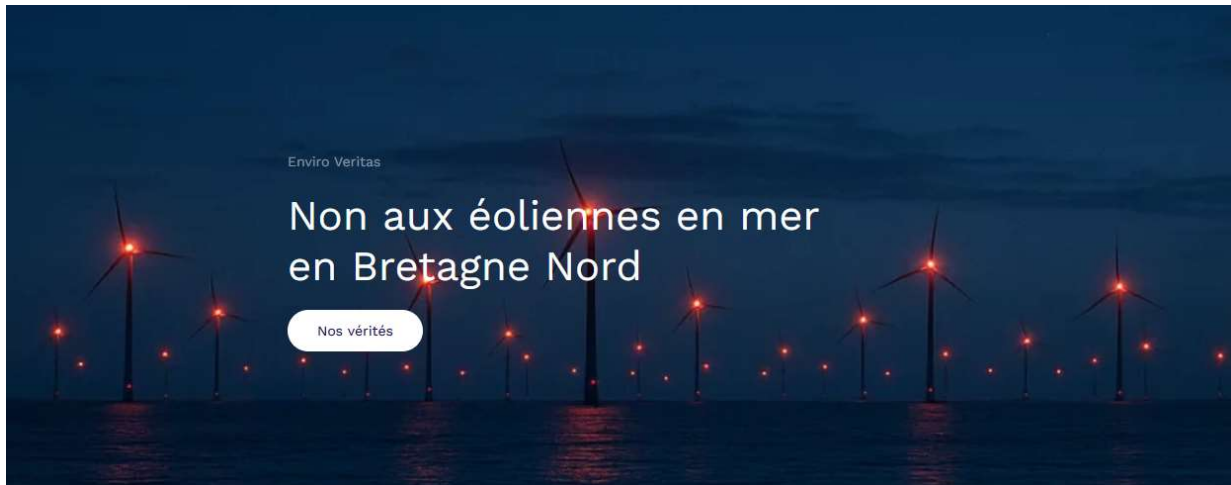 Enviro Veritas
Non aux éoliennes en mer
en Bretagne Nord
Nos vérités